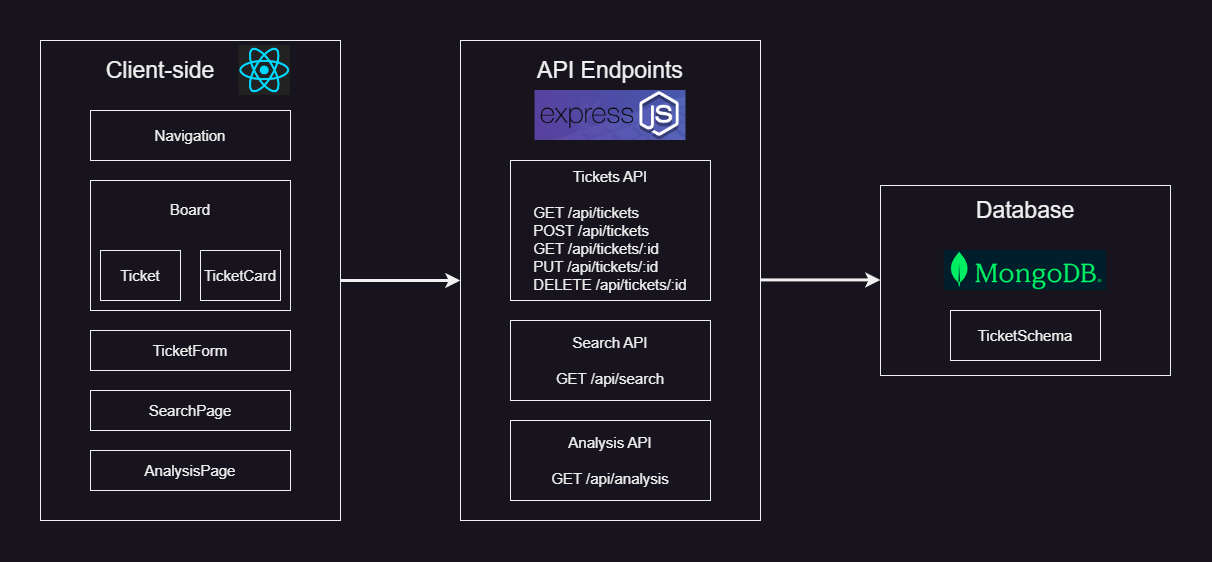 Client-side
Navigation
Board
Ticket
TicketCard
TicketForm
SearchPage
AnalysisPage
API Endpoints
express JS
Tickets API
GET /api/tickets
POST /api/tickets
GET /api/tickets/:id
PUT /api/tickets/:id
DELETE /api/tickets/:id
Search API
GET /api/search
Analysis API
GET /api/analysis
Database
MongoDB.
TicketSchema